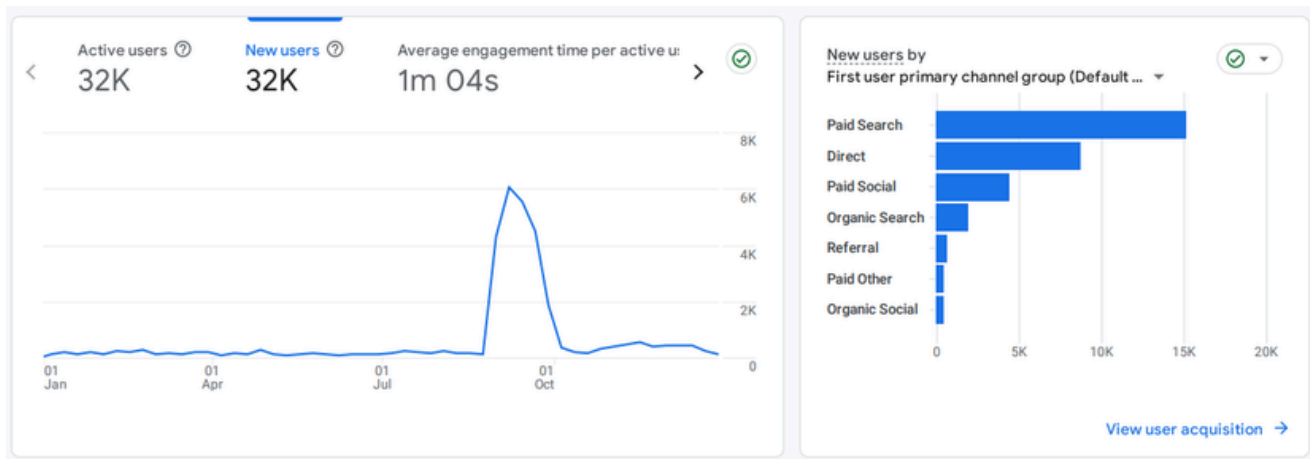 Active users
32K
New users
32K
Average engagement time per active u
1m 04s
8K
6K
4K
2K
0
01
Jan
01
Apr
01
Jul
01
Oct
New users by
First user primary channel group (Default ...
Paid Search
Direct
Paid Social
Organic Search
Referral
Paid Other
Organic Social
0
5K
10K
15K
20K
View user acquisition